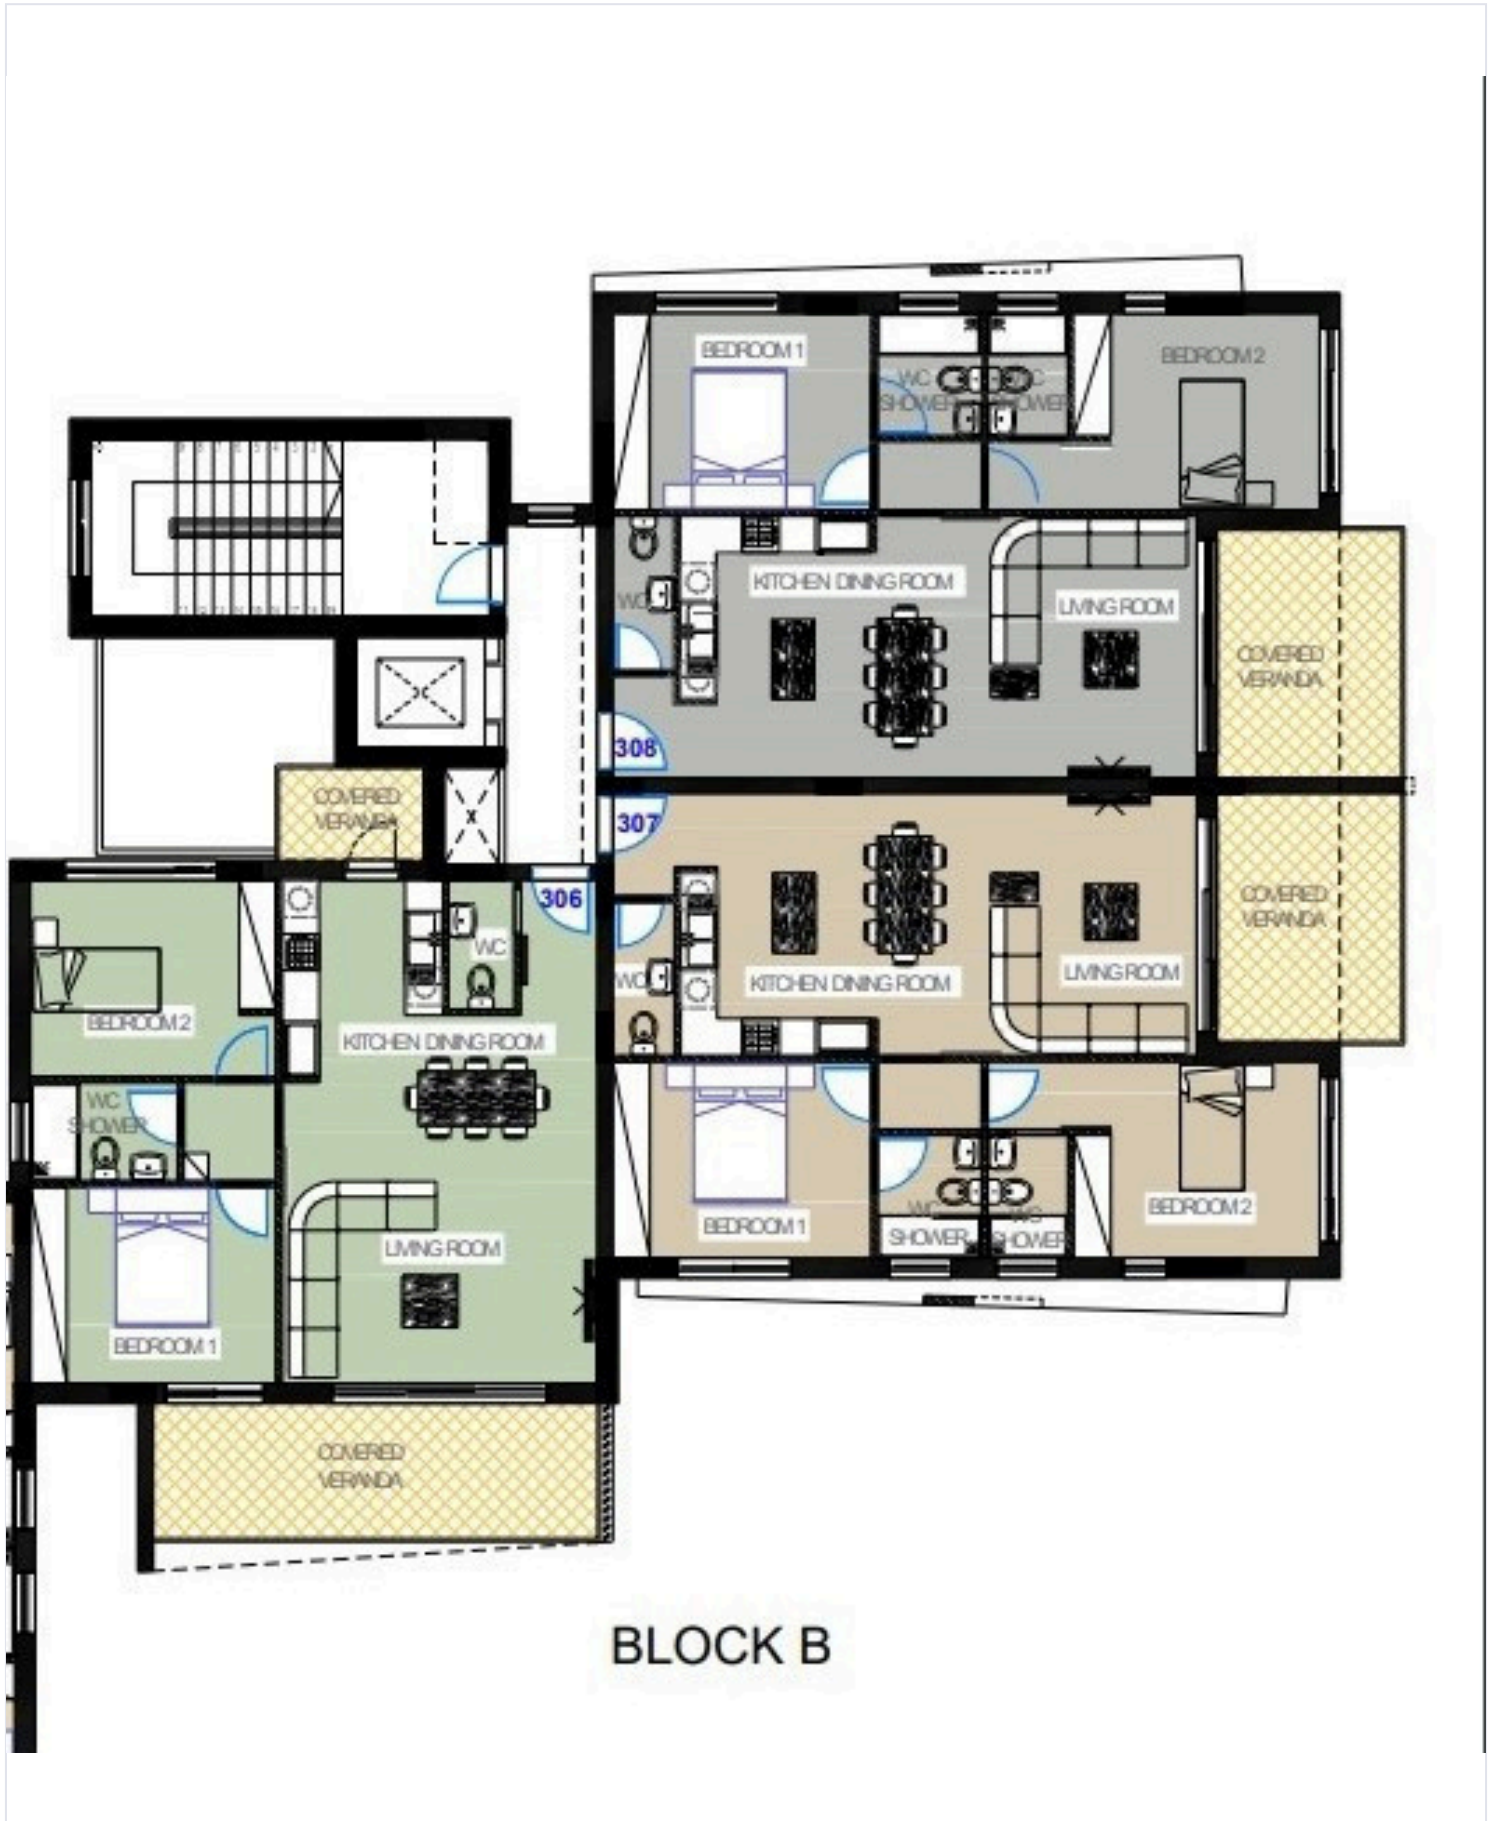 BEDROOM 1
WC
SHOWER
WC
SHOWER
BEDROOM 2
KITCHEN DINING ROOM
WC
LIVING ROOM
COVERED
VERANDA
308
COVERED
VERANDA
307
306
COVERED
VERANDA
WC
WC
KITCHEN DINING ROOM
LIVING ROOM
BEDROOM 2
KITCHEN DINING ROOM
WC
SHOWER
BEDROOM 1
WC
SHOWER
WC
SHOWER
BEDROOM 2
LIVING ROOM
BEDROOM 1
COVERED
VERANDA
BLOCK B